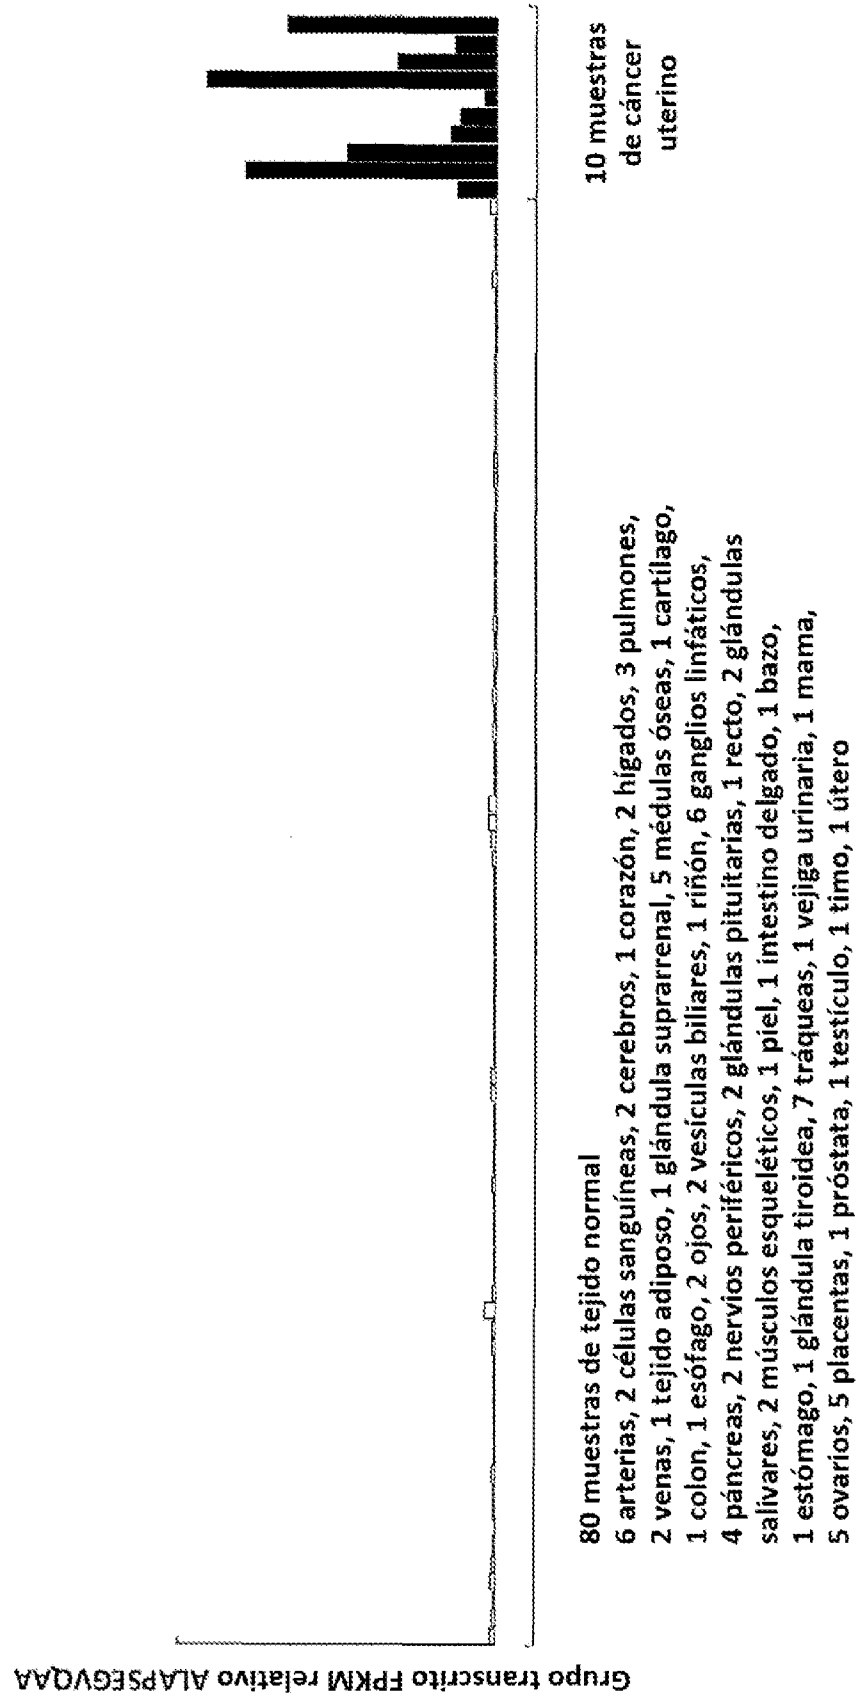 Grupo transcrito FPKM relativo ALAPSEGVQAA
80 muestras de tejido normal
6 arterias, 2 células sanguíneas, 2 cerebros, 1 corazón, 2 hígados, 3 pulmones,
2 venas, 1 tejido adiposo, 1 glándula suprarrenal, 5 médulas óseas, 1 cartílago,
1 colon, 1 esófago, 2 ojos, 2 vesículas biliares, 1 riñón, 6 ganglios linfáticos,
4 páncreas, 2 nervios periféricos, 2 glándulas pituitarias, 1 recto, 2 glándulas
salivares, 2 músculos esqueléticos, 1 piel, 1 intestino delgado, 1 bazo,
1 estómago, 1 glándula tiroidea, 7 tráqueas, 1 vejiga urinaria, 1 mama,
5 ovarios, 5 placentas, 1 próstata, 1 testículo, 1 timo, 1 útero
10 muestras
de cáncer
uterino